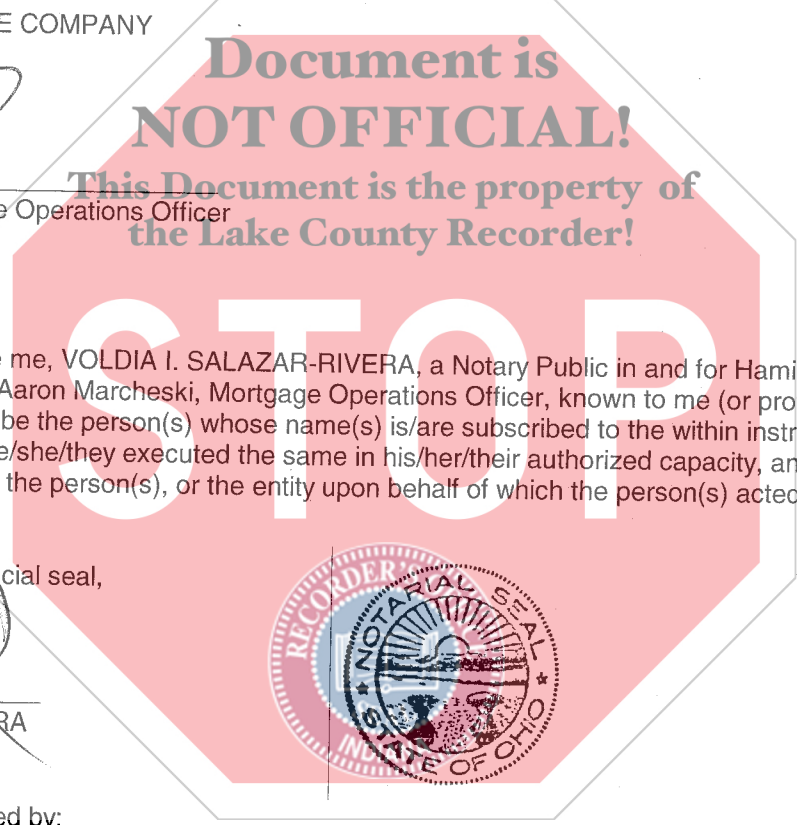 E COMPANY
Document is
NOT OFFICIAL!
This Document is the property of
e Operations Officer
the Lake County Recorder!
STOP
e me, VOLDIA I. SALAZAR-RIVERA, a Notary Public in and for Hami
Aaron Marcheski, Mortgage Operations Officer, known to me (or pro
be the person(s) whose name(s) is/are subscribed to the within instr
e/she/they executed the same in his/her/their authorized capacity, an
the person(s), or the entity upon behalf of which the person(s) acted
cial seal,
RECORDER'S
NOTARIAL SEAL
STATE OF OHIO
RA
ed by: